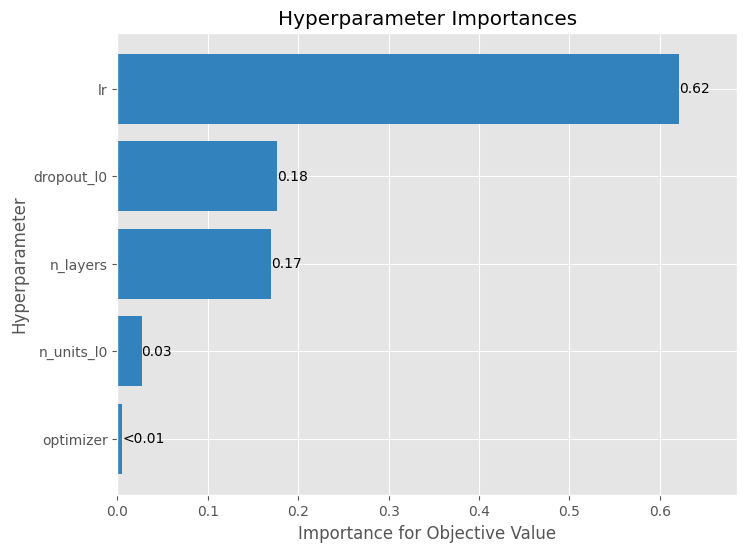 Hyperparameter Importances
Hyperparameter
lr
0.62
dropout_l0
0.18
n_layers
0.17
n_units_l0
0.03
optimizer
<0.01
0.0 0.1 0.2 0.3 0.4 0.5 0.6
Importance for Objective Value